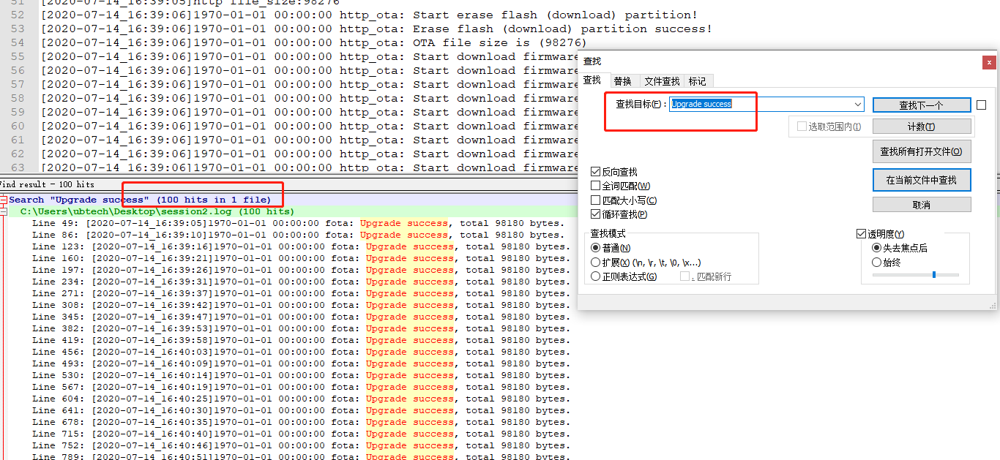 51 [2020-07-14_16:39:05]http file_size:98276
52 [2020-07-14_16:39:06]1970-01-01 00:00:00 http_ota: Start erase flash (download) partition!
53 [2020-07-14_16:39:06]1970-01-01 00:00:00 http_ota: Erase flash (download) partition success!
54 [2020-07-14_16:39:06]1970-01-01 00:00:00 http_ota: OTA file size is (98276)
55 [2020-07-14_16:39:06]1970-01-01 00:00:00 http_ota: Start download firmware
56 [2020-07-14_16:39:06]1970-01-01 00:00:00 http_ota: Start download firmware
57 [2020-07-14_16:39:06]1970-01-01 00:00:00 http_ota: Start download firmware
58 [2020-07-14_16:39:06]1970-01-01 00:00:00 http_ota: Start download firmware
59 [2020-07-14_16:39:06]1970-01-01 00:00:00 http_ota: Start download firmware
60 [2020-07-14_16:39:06]1970-01-01 00:00:00 http_ota: Start download firmware
61 [2020-07-14_16:39:06]1970-01-01 00:00:00 http_ota: Start download firmware
62 [2020-07-14_16:39:06]1970-01-01 00:00:00 http_ota: Start download firmware
63 [2020-07-14_16:39:06]1970-01-01 00:00:00 http_ota: Start download firmware
Find result - 100 hits
Search "Upgrade success" (100 hits in 1 file)
C:\Users\ubtech\Desktop\session2.log (100 hits)
Line 49: [2020-07-14_16:39:05]1970-01-01 00:00:00 fota: Upgrade success, total 98180 bytes.
Line 86: [2020-07-14_16:39:10]1970-01-01 00:00:00 fota: Upgrade success, total 98180 bytes.
Line 123: [2020-07-14_16:39:16]1970-01-01 00:00:00 fota: Upgrade success, total 98180 bytes.
Line 160: [2020-07-14_16:39:21]1970-01-01 00:00:00 fota: Upgrade success, total 98180 bytes.
Line 197: [2020-07-14_16:39:26]1970-01-01 00:00:00 fota: Upgrade success, total 98180 bytes.
Line 234: [2020-07-14_16:39:31]1970-01-01 00:00:00 fota: Upgrade success, total 98180 bytes.
Line 271: [2020-07-14_16:39:37]1970-01-01 00:00:00 fota: Upgrade success, total 98180 bytes.
Line 308: [2020-07-14_16:39:42]1970-01-01 00:00:00 fota: Upgrade success, total 98180 bytes.
Line 345: [2020-07-14_16:39:47]1970-01-01 00:00:00 fota: Upgrade success, total 98180 bytes.
Line 382: [2020-07-14_16:39:53]1970-01-01 00:00:00 fota: Upgrade success, total 98180 bytes.
Line 419: [2020-07-14_16:39:58]1970-01-01 00:00:00 fota: Upgrade success, total 98180 bytes.
Line 456: [2020-07-14_16:40:03]1970-01-01 00:00:00 fota: Upgrade success, total 98180 bytes.
Line 493: [2020-07-14_16:40:09]1970-01-01 00:00:00 fota: Upgrade success, total 98180 bytes.
Line 530: [2020-07-14_16:40:14]1970-01-01 00:00:00 fota: Upgrade success, total 98180 bytes.
Line 567: [2020-07-14_16:40:19]1970-01-01 00:00:00 fota: Upgrade success, total 98180 bytes.
Line 604: [2020-07-14_16:40:25]1970-01-01 00:00:00 fota: Upgrade success, total 98180 bytes.
Line 641: [2020-07-14_16:40:30]1970-01-01 00:00:00 fota: Upgrade success, total 98180 bytes.
Line 678: [2020-07-14_16:40:35]1970-01-01 00:00:00 fota: Upgrade success, total 98180 bytes.
Line 715: [2020-07-14_16:40:40]1970-01-01 00:00:00 fota: Upgrade success, total 98180 bytes.
Line 752: [2020-07-14_16:40:46]1970-01-01 00:00:00 fota: Upgrade success, total 98180 bytes.
Line 789: [2020-07-14_16:40:51]1970-01-01 00:00:00 fota: Upgrade success, total 98180 bytes.
查找
查找 替换 文件查找 标记
查找目标(F): Upgrade success
查找下一个
选取范围内(I)
计数(T)
查找所有打开文件(O)
在当前文件中查找
取消
反向查找
全词匹配(W)
匹配大小写(C)
循环查找(P)
查找模式
普通(N)
扩展(X) (\n, \r, \t, \0, \x...)
正则表达式(G)
. 匹配新行
透明度(Y)
失去焦点后
始终